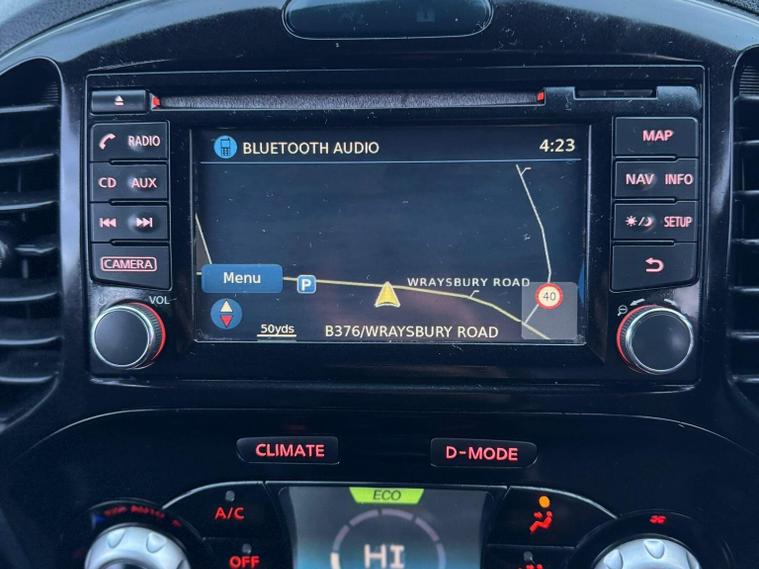 RADIO
CD AUX
CAMERA
VOL
BLUETOOTH AUDIO 4:23
Menu
P
WRAYSBURY ROAD
40
50yds
B376/WRAYSBURY ROAD
MAP
NAV INFO
SETUP
CLIMATE
D-MODE
ECO
A/C
HI
OFF